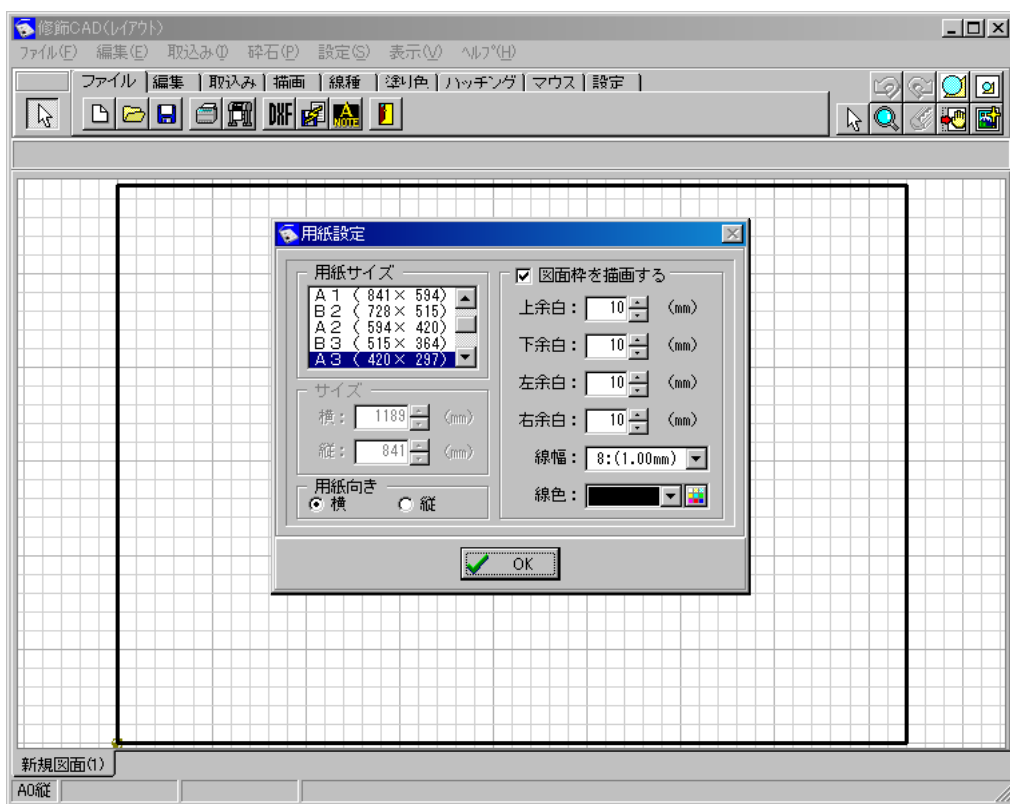 修飾CAD(レイアウト)
ファイル(F) 編集(E) 取込み(I) 砕石(P) 設定(S) 表示(V) ヘルプ(H)
ファイル 編集 取込み 描画 線種 塗り色 ハッチング マウス 設定
DXF A NOTE
用紙設定
用紙サイズ
A1 ( 841× 594)
B2 ( 728× 515)
A2 ( 594× 420)
B3 ( 515× 364)
A3 ( 420× 297)
サイズ
横: 1189 (mm)
縦: 841 (mm)
用紙向き
横 縦
図面枠を描画する
上余白: 10 (mm)
下余白: 10 (mm)
左余白: 10 (mm)
右余白: 10 (mm)
線幅: 8:(1.00mm)
線色:
OK
新規図面(1)
A0縦